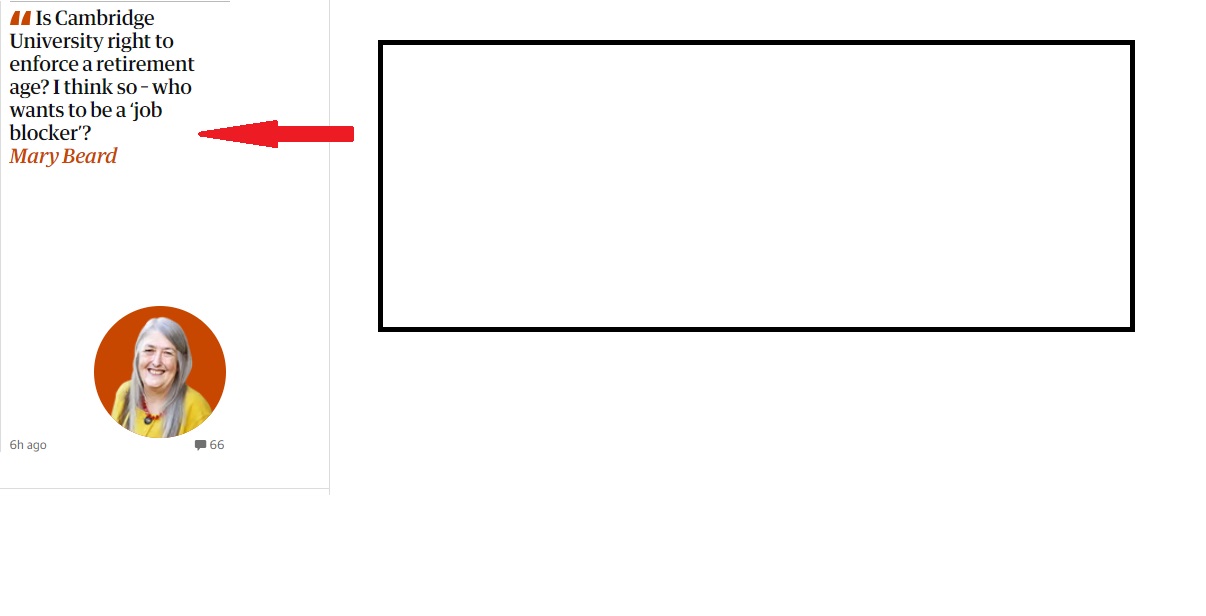 “ Is Cambridge
University right to
enforce a retirement
age? I think so – who
wants to be a ‘job
blocker’?
Mary Beard
6h ago
66